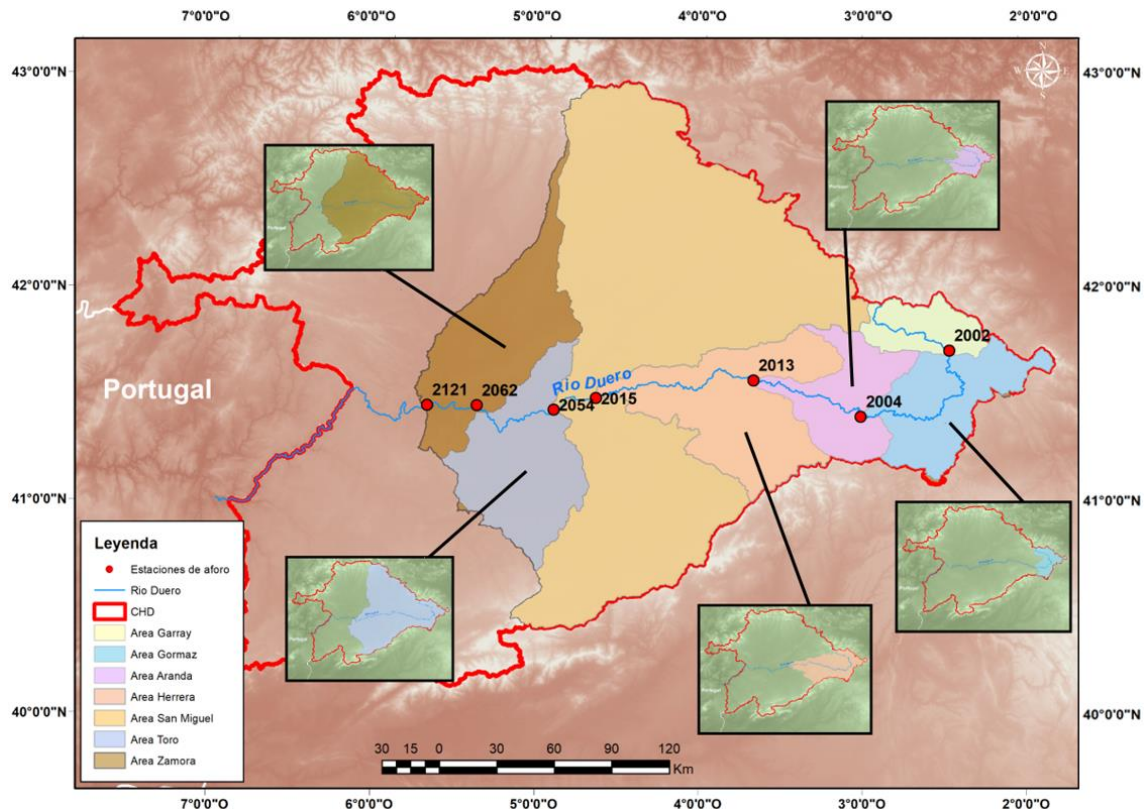 7°0'0"O 6°0'0"O 5°0'0"O 4°0'0"O 3°0'0"O 2°0'0"O
43°0'0"N 43°0'0"N
N
W E
S
42°0'0"N 42°0'0"N
2002
2013
Portugal
Rio Duero
2121 2062
2054 2015
2004
41°0'0"N 41°0'0"N
Leyenda
Estaciones de aforo
Rio Duero
CHD
Area Garray
Area Gormaz
Area Aranda
Area Herrera
Area San Miguel
Area Toro
Area Zamora
40°0'0"N 40°0'0"N
30 15 0 30 60 90 120
Km
7°0'0"O 6°0'0"O 5°0'0"O 4°0'0"O 3°0'0"O 2°0'0"O
Portugal
Portugal
Portugal
Portugal
Portugal